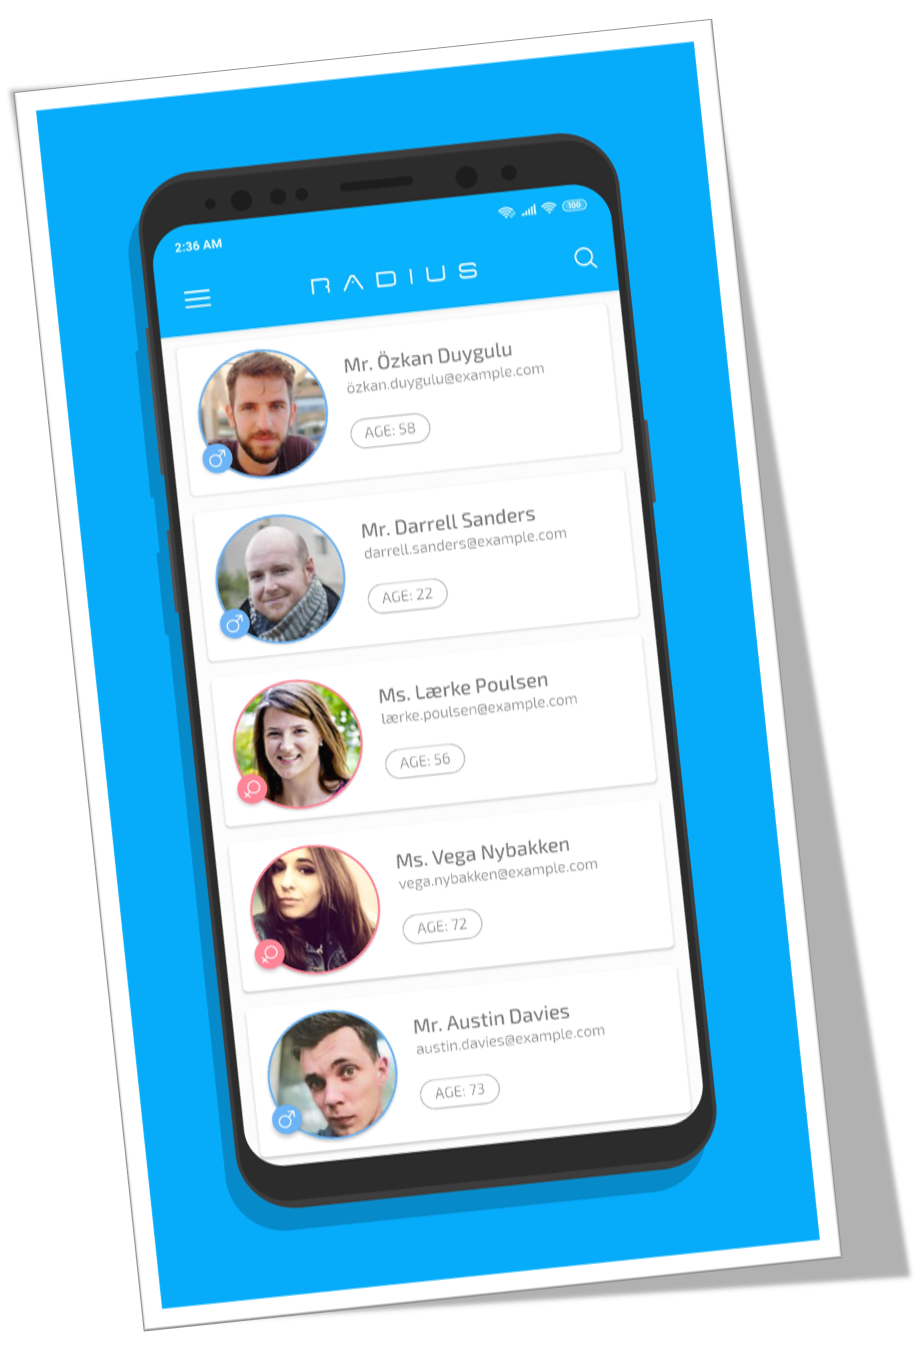 2:36 AM
100
RADIUS
Mr. Özkan Duygulu
özkan.duygulu@example.com
AGE: 58
Mr. Darrell Sanders
darrell.sanders@example.com
AGE: 22
Ms. Lærke Poulsen
lærke.poulsen@example.com
AGE: 56
Ms. Vega Nybakken
vega.nybakken@example.com
AGE: 72
Mr. Austin Davies
austin.davies@example.com
AGE: 73